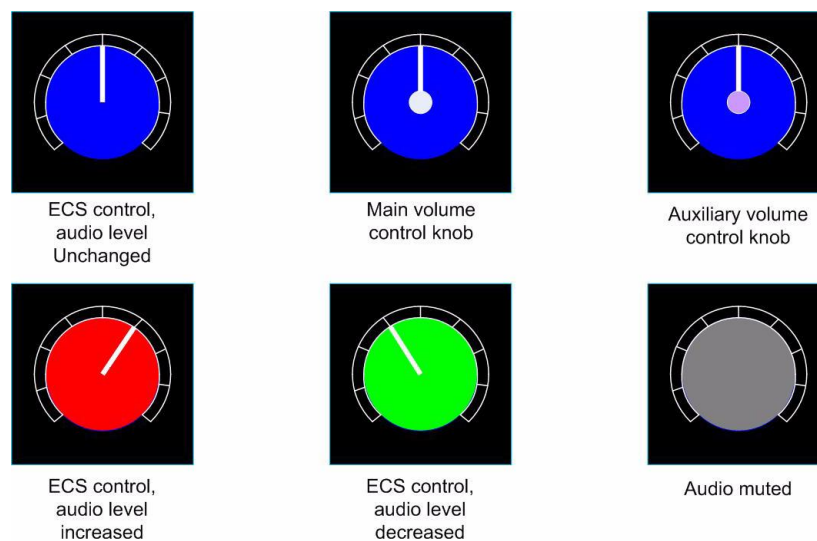 ECS control,
audio level
Unchanged
Main volume
control knob
Auxiliary volume
control knob
ECS control,
audio level
increased
ECS control,
audio level
decreased
Audio muted